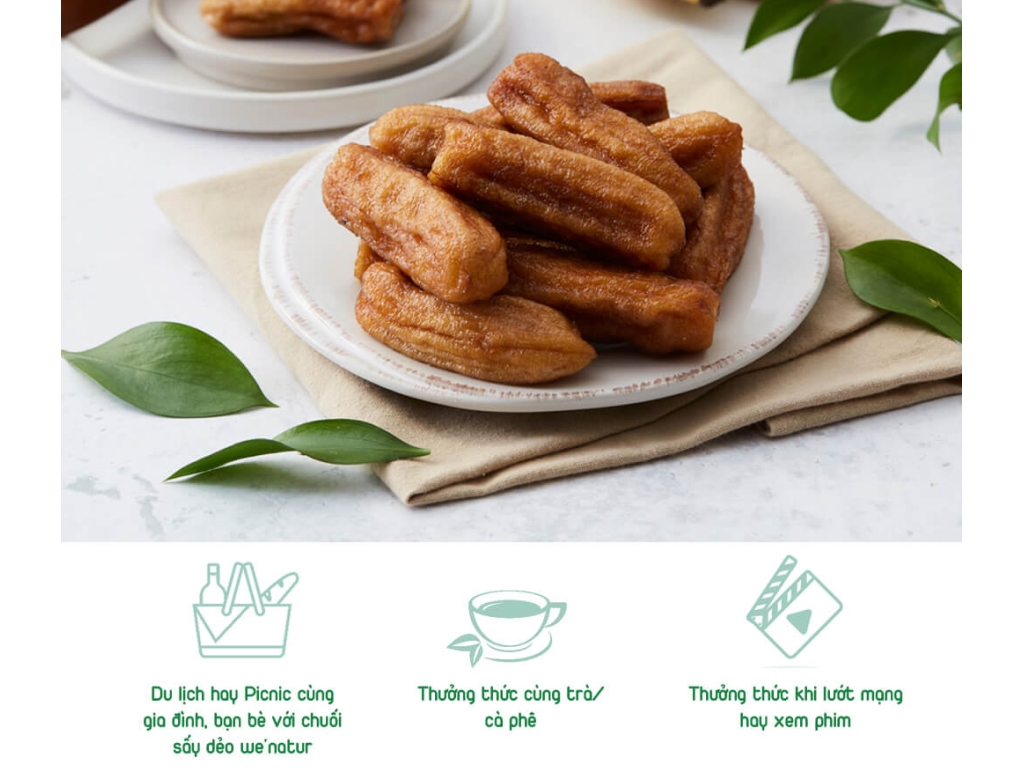 Du lịch hay Picnic cùng
gia đình, bạn bè với chuối
sấy dẻo we'natur
Thưởng thức cùng trà/
cà phê
Thưởng thức khi lướt mạng
hay xem phim